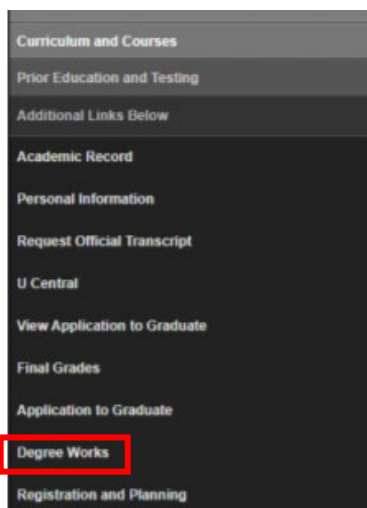 Curriculum and Courses
Prior Education and Testing
Additional Links Below
Academic Record
Personal Information
Request Official Transcript
U Central
View Application to Graduate
Final Grades
Application to Graduate
Degree Works
Registration and Planning